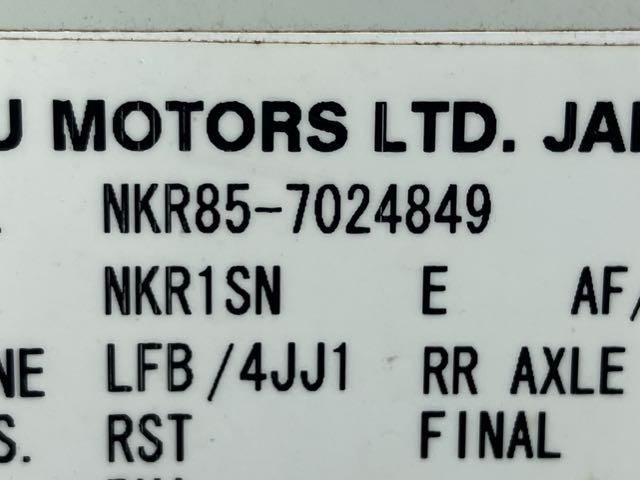 U MOTORS LTD. JA
NKR85-7024849
NKR1SN E AF/
NE LFB/4JJ1 RR AXLE
S. RST FINAL